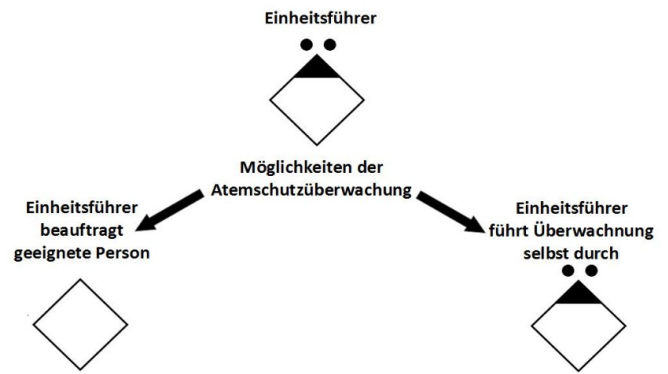 Einheitsführer
Möglichkeiten der
Atemschutzüberwachung
Einheitsführer
beauftragt
geeignete Person
Einheitsführer
führt Überwachnung
selbst durch